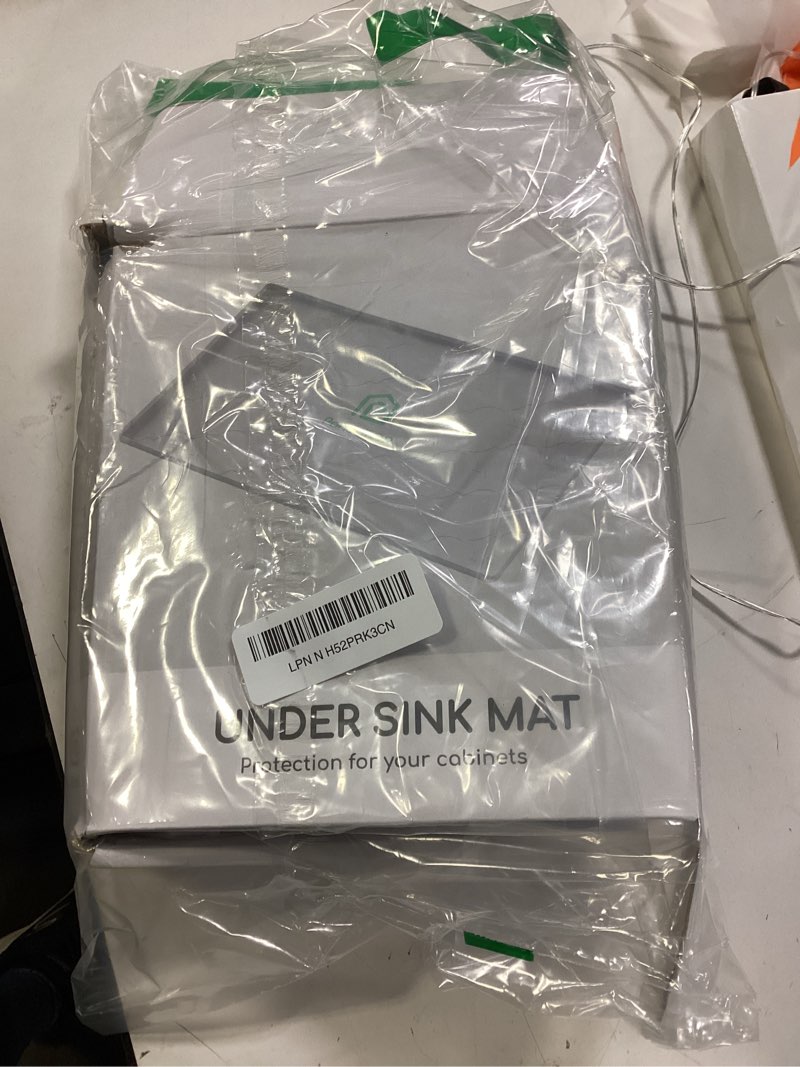 LPN N H52PRK3CN
UNDER SINK MAT
Protection for your cabinets